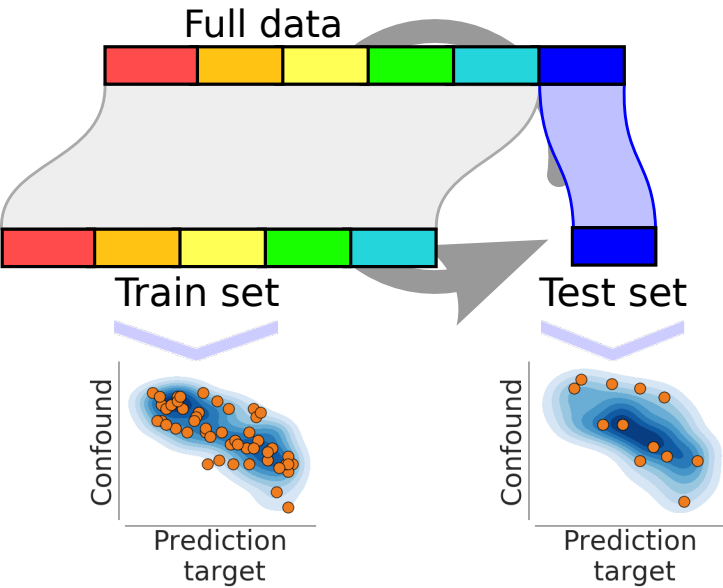 Full data
Train set
Test set
Confound
Prediction
target
Confound
Prediction
target